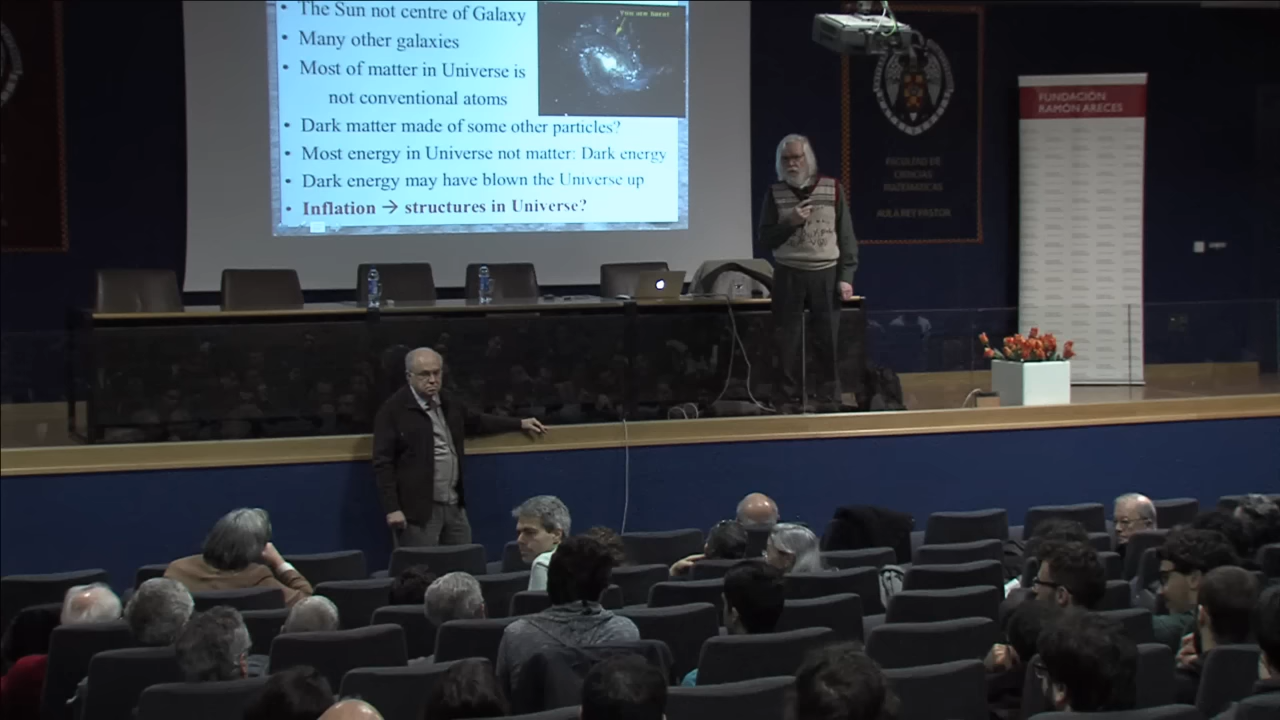 • The Sun not centre of Galaxy
You are here!
• Many other galaxies
• Most of matter in Universe is
not conventional atoms
• Dark matter made of some other particles?
• Most energy in Universe not matter: Dark energy
• Dark energy may have blown the Universe up
• Inflation → structures in Universe?
FUNDACIÓN
RAMÓN ARECES
FACULTAD DE
CIENCIAS
MATEMÁTICAS
AULA REY PASTOR